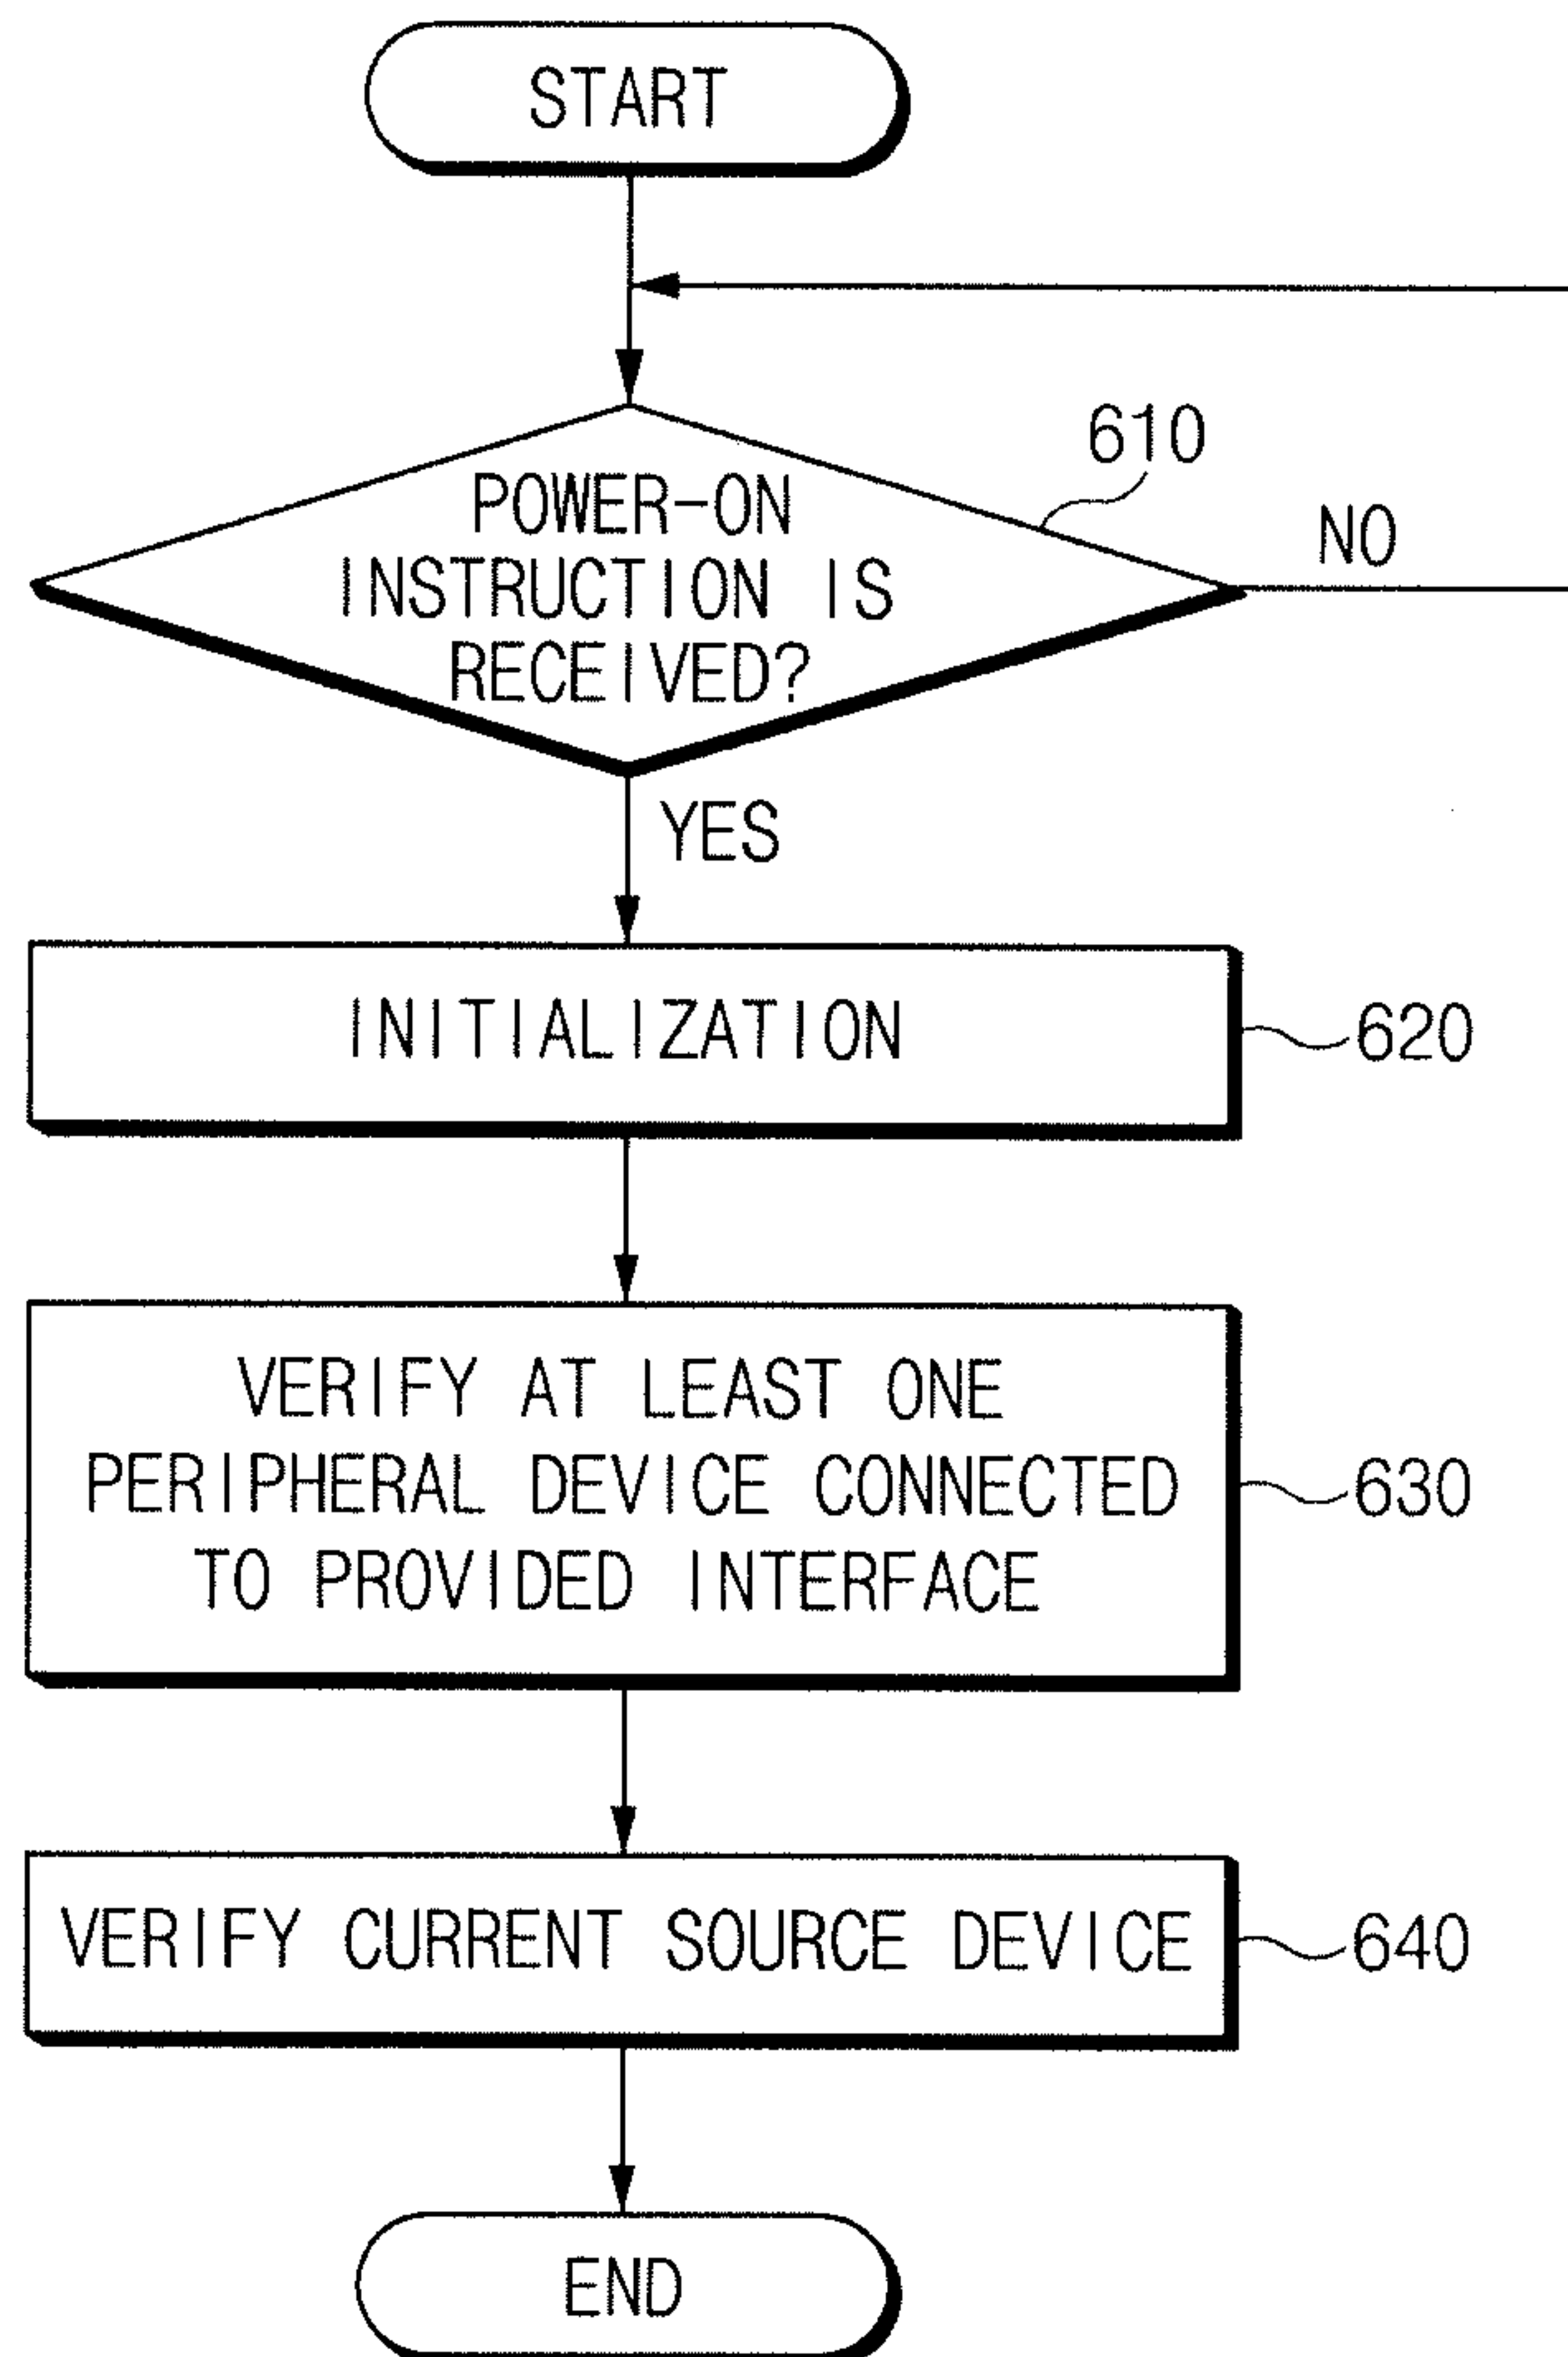 START
610
POWER-ON
INSTRUCTION IS
RECEIVED?
NO
YES
INITIALIZATION
620
VERIFY AT LEAST ONE
PERIPHERAL DEVICE CONNECTED
TO PROVIDED INTERFACE
630
VERIFY CURRENT SOURCE DEVICE
640
END